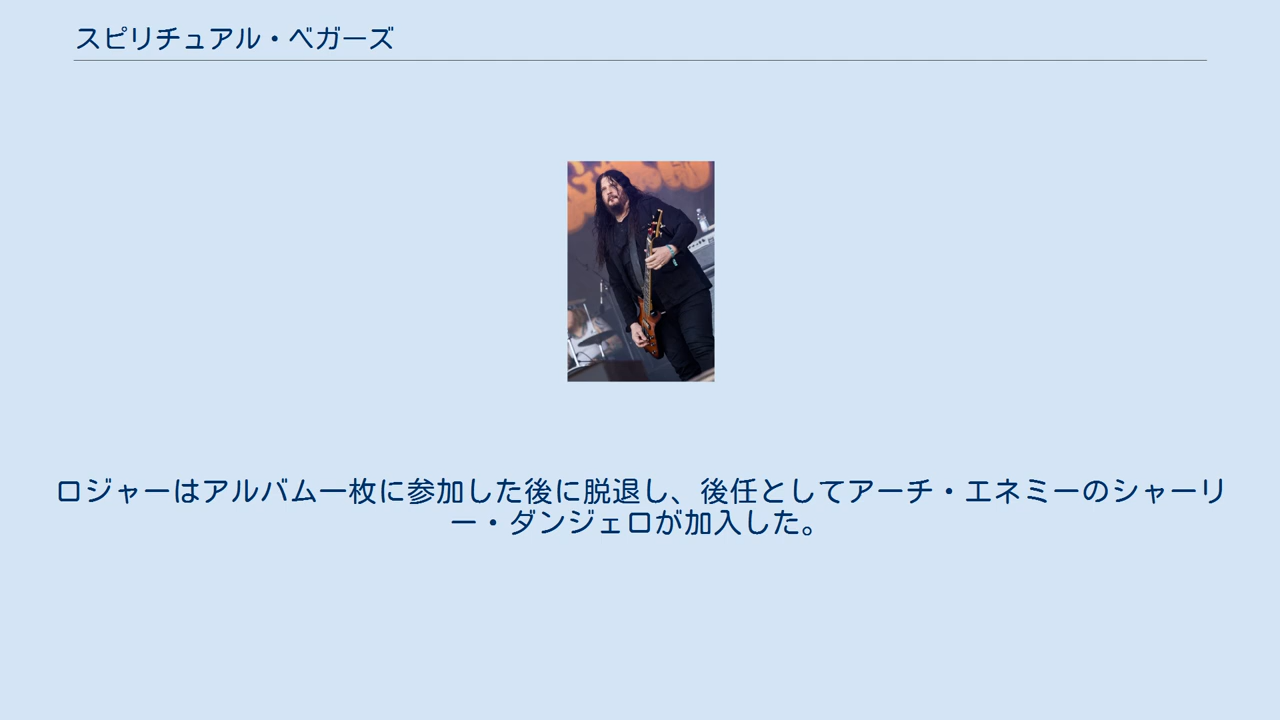 スピリチュアル・ベガーズ
ロジャーはアルバム一枚に参加した後に脱退し、後任としてアーチ・エネミーのシャーリ
ー・ダンジェロが加入した。